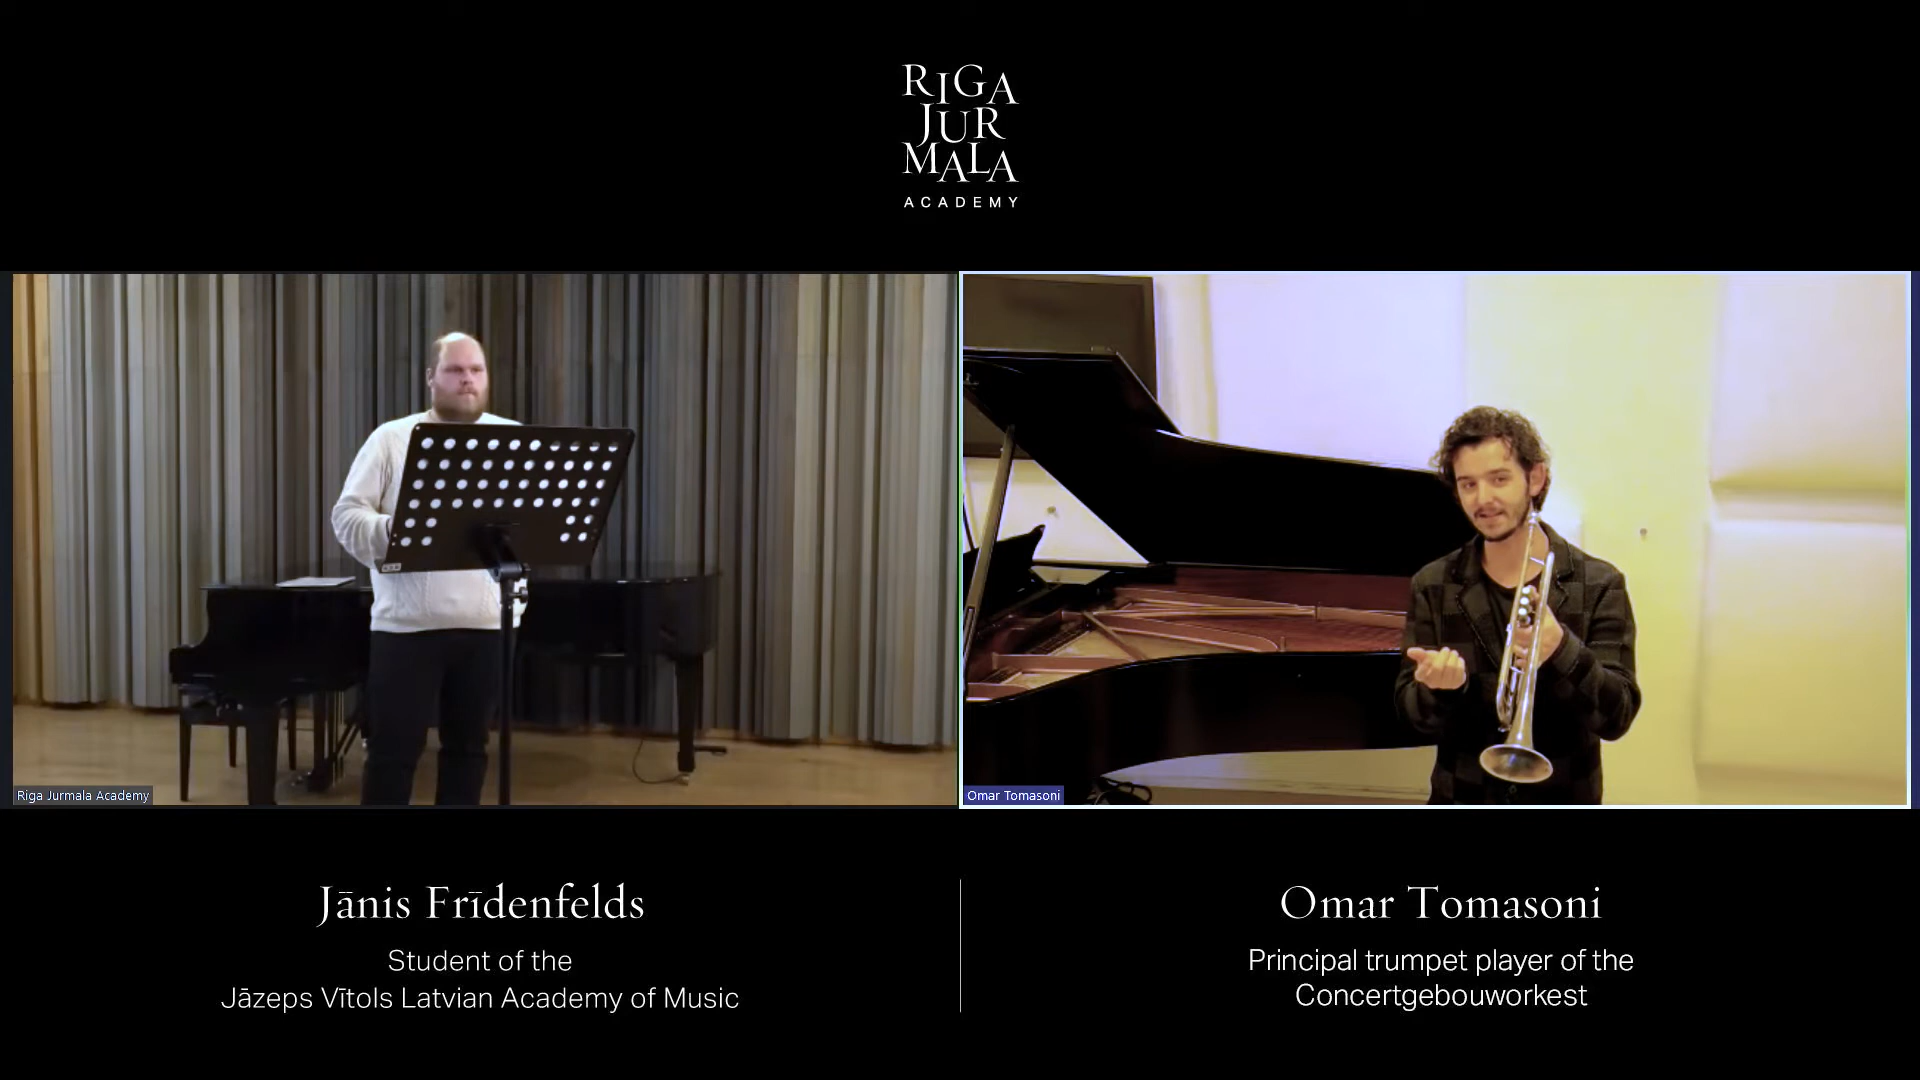 RIGA
JUR
MALA
ACADEMY
Riga Jurmala Academy
Omar Tomasoni
Jānis Frīdenfelds
Student of the
Jāzeps Vītols Latvian Academy of Music
Omar Tomasoni
Principal trumpet player of the
Concertgebouworkest